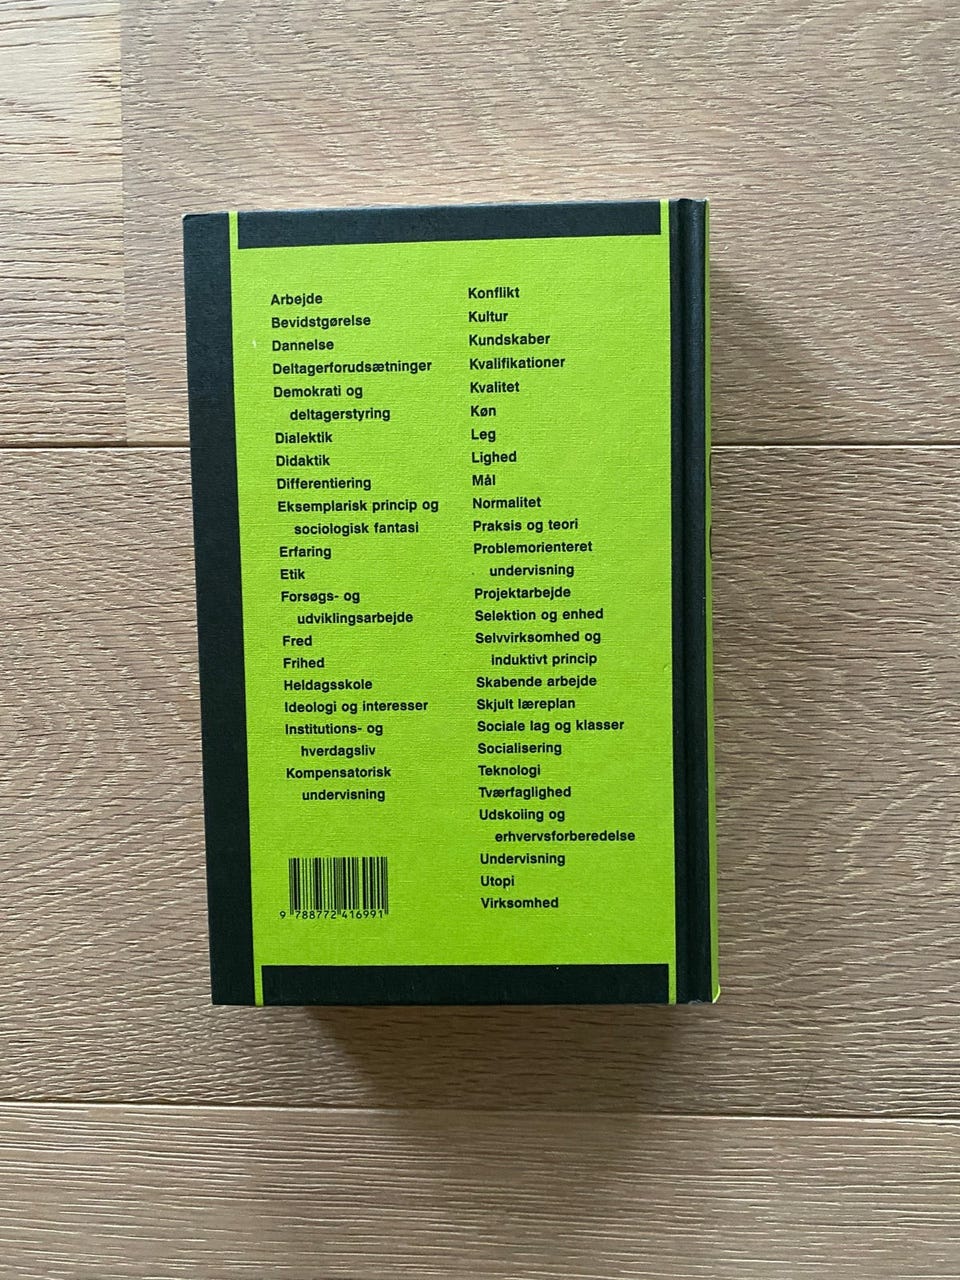 Arbejde
Bevidstgørelse
Dannelse
Deltagerforudsætninger
Demokrati og
deltagerstyring
Dialektik
Didaktik
Differentiering
Eksemplarisk princip og
sociologisk fantasi
Erfaring
Etik
Forsøgs- og
udviklingsarbejde
Fred
Frihed
Heldagsskole
Ideologi og interesser
Institutions- og
hverdagsliv
Kompensatorisk
undervisning
Konflikt
Kultur
Kundskaber
Kvalifikationer
Kvalitet
Køn
Leg
Lighed
Mål
Normalitet
Praksis og teori
Problemorienteret
undervisning
Projektarbejde
Selektion og enhed
Selvvirksomhed og
induktivt princip
Skabende arbejde
Skjult læreplan
Sociale lag og klasser
Socialisering
Teknologi
Tværfaglighed
Udskoling og
erhvervsforberedelse
Undervisning
Utopi
Virksomhed
9 788772 416991